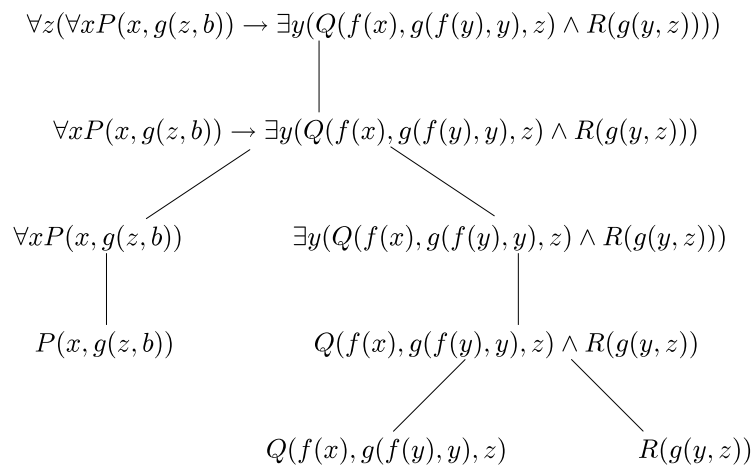 ∀z(∀xP(x, g(z, b)) → ∃y(Q(f(x), g(f(y), y), z) ∧ R(g(y, z))))
∀xP(x, g(z, b)) → ∃y(Q(f(x), g(f(y), y), z) ∧ R(g(y, z)))
∀xP(x, g(z, b)) ∃y(Q(f(x), g(f(y), y), z) ∧ R(g(y, z)))
P(x, g(z, b)) Q(f(x), g(f(y), y), z) ∧ R(g(y, z))
Q(f(x), g(f(y), y), z) R(g(y, z))